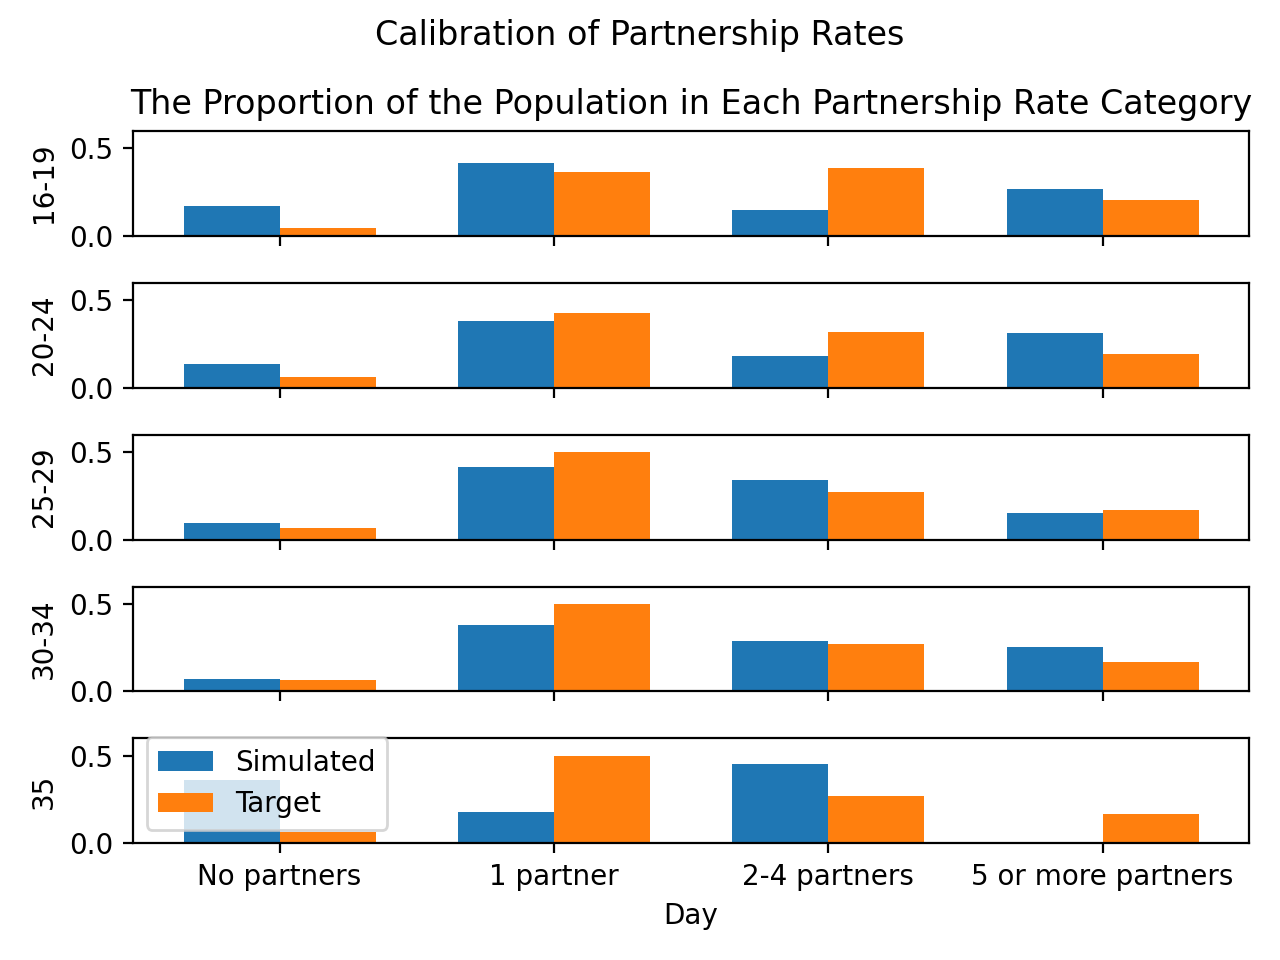 Calibration of Partnership Rates
The Proportion of the Population in Each Partnership Rate Category
16-19
0.5
0.0
20-24
0.5
0.0
25-29
0.5
0.0
30-34
0.5
0.0
35
0.5
0.0
Simulated
Target
No partners
1 partner
2-4 partners
5 or more partners
Day